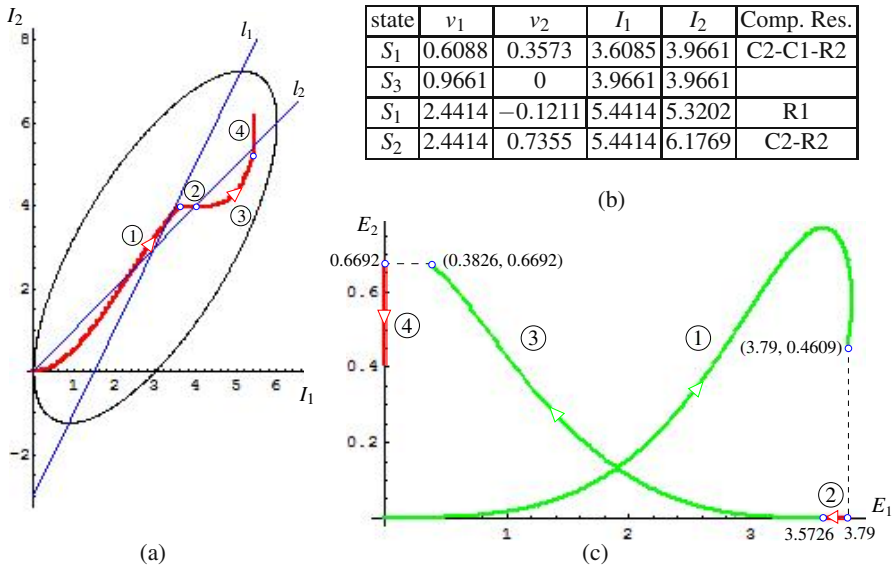 I2
8
l1
l2
6
④
4
②
①
③
2
1 2 3 4 5 6
I1
-2
(a)
state v1 v2 I1 I2 Comp. Res.
S1 0.6088 0.3573 3.6085 3.9661 C2-C1-R2
S3 0.9661 0 3.9661 3.9661
S1 2.4414 −0.1211 5.4414 5.3202 R1
S2 2.4414 0.7355 5.4414 6.1769 C2-R2
(b)
E2
0.6692 (0.3826, 0.6692)
0.6
④ ③ ①
(3.79, 0.4609)
0.4
0.2
②
E1
1 2 3
3.5726 3.79
(c)